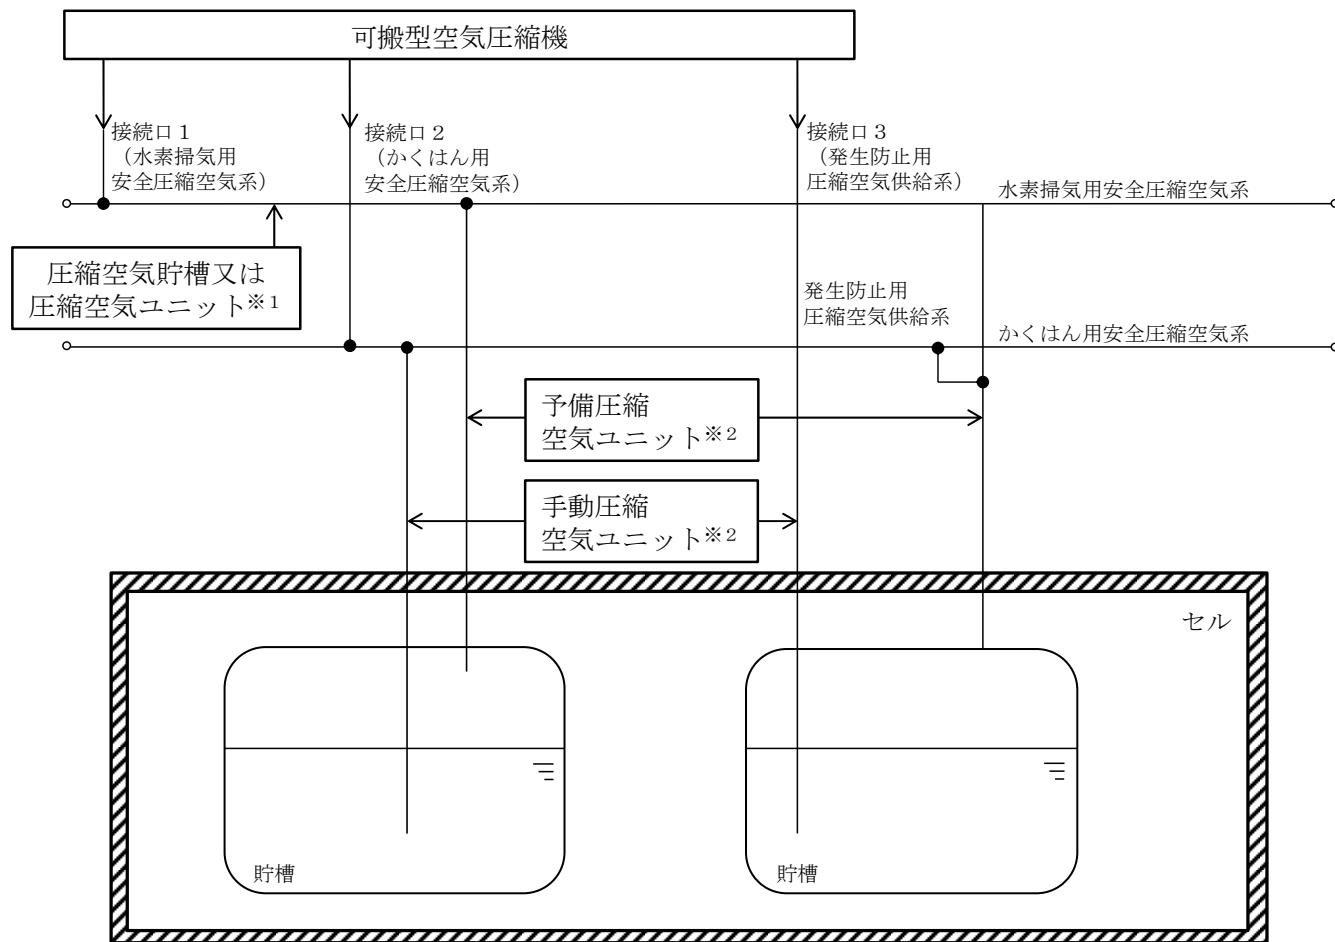 可搬型空気圧縮機
接続口1
(水素掃気用
安全圧縮空気系)
接続口2
(かくはん用
安全圧縮空気系)
接続口3
(発生防止用
圧縮空気供給系)
水素掃気用安全圧縮空気系
圧縮空気貯槽又は
圧縮空気ユニット※1
発生防止用
圧縮空気供給系
かくはん用安全圧縮空気系
予備圧縮
空気ユニット※2
手動圧縮
空気ユニット※2
セル
貯槽
貯槽